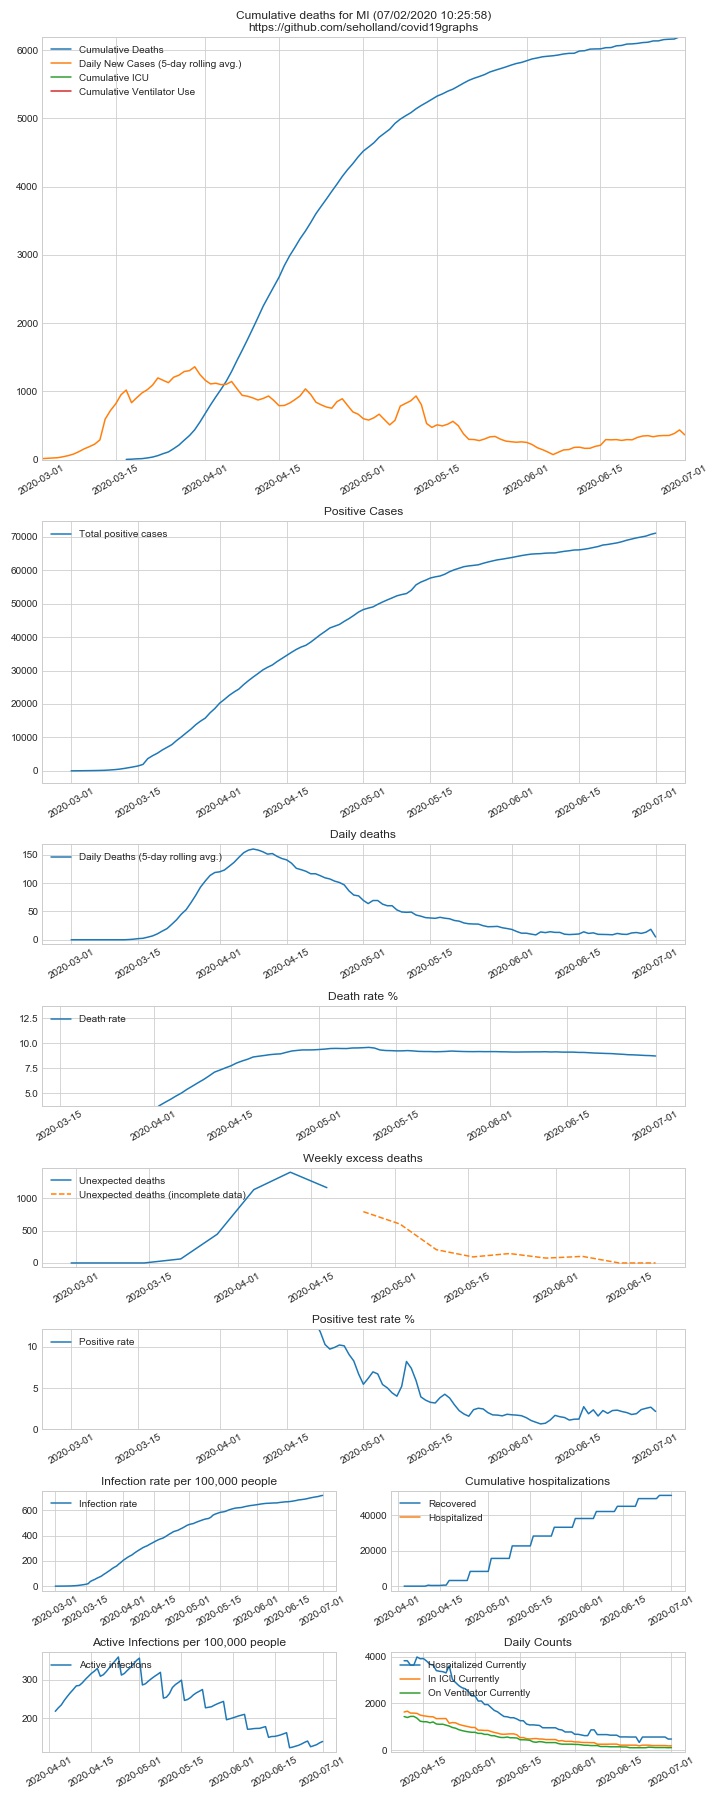 Cumulative deaths for MI (07/02/2020 10:25:58)
https://github.com/seholland/covid19graphs
Cumulative Deaths
Daily New Cases (5-day rolling avg.)
Cumulative ICU
Cumulative Ventilator Use
6000
5000
4000
3000
2000
1000
0
2020-03-01 2020-03-15 2020-04-01 2020-04-15 2020-05-01 2020-05-15 2020-06-01 2020-06-15 2020-07-01
Positive Cases
Total positive cases
70000
60000
50000
40000
30000
20000
10000
0
2020-03-01 2020-03-15 2020-04-01 2020-04-15 2020-05-01 2020-05-15 2020-06-01 2020-06-15 2020-07-01
Daily deaths
Daily Deaths (5-day rolling avg.)
150
100
50
0
2020-03-01 2020-03-15 2020-04-01 2020-04-15 2020-05-01 2020-05-15 2020-06-01 2020-06-15 2020-07-01
Death rate %
Death rate
12.5
10.0
7.5
5.0
2020-03-15 2020-04-01 2020-04-15 2020-05-01 2020-05-15 2020-06-01 2020-06-15 2020-07-01
Weekly excess deaths
Unexpected deaths
Unexpected deaths (incomplete data)
1000
500
0
2020-03-01 2020-03-15 2020-04-01 2020-04-15 2020-05-01 2020-05-15 2020-06-01 2020-06-15
Positive test rate %
Positive rate
10
5
0
2020-03-01 2020-03-15 2020-04-01 2020-04-15 2020-05-01 2020-05-15 2020-06-01 2020-06-15 2020-07-01
Infection rate per 100,000 people
Infection rate
600
400
200
0
2020-03-01 2020-03-15 2020-04-01 2020-04-15 2020-05-01 2020-05-15 2020-06-01 2020-06-15 2020-07-01
Cumulative hospitalizations
Recovered
Hospitalized
40000
20000
0
2020-04-01 2020-04-15 2020-05-01 2020-05-15 2020-06-01 2020-06-15 2020-07-01
Active Infections per 100,000 people
Active infections
300
200
2020-04-01 2020-04-15 2020-05-01 2020-05-15 2020-06-01 2020-06-15 2020-07-01
Daily Counts
Hospitalized Currently
In ICU Currently
On Ventilator Currently
4000
2000
0
2020-04-15 2020-05-01 2020-05-15 2020-06-01 2020-06-15 2020-07-01